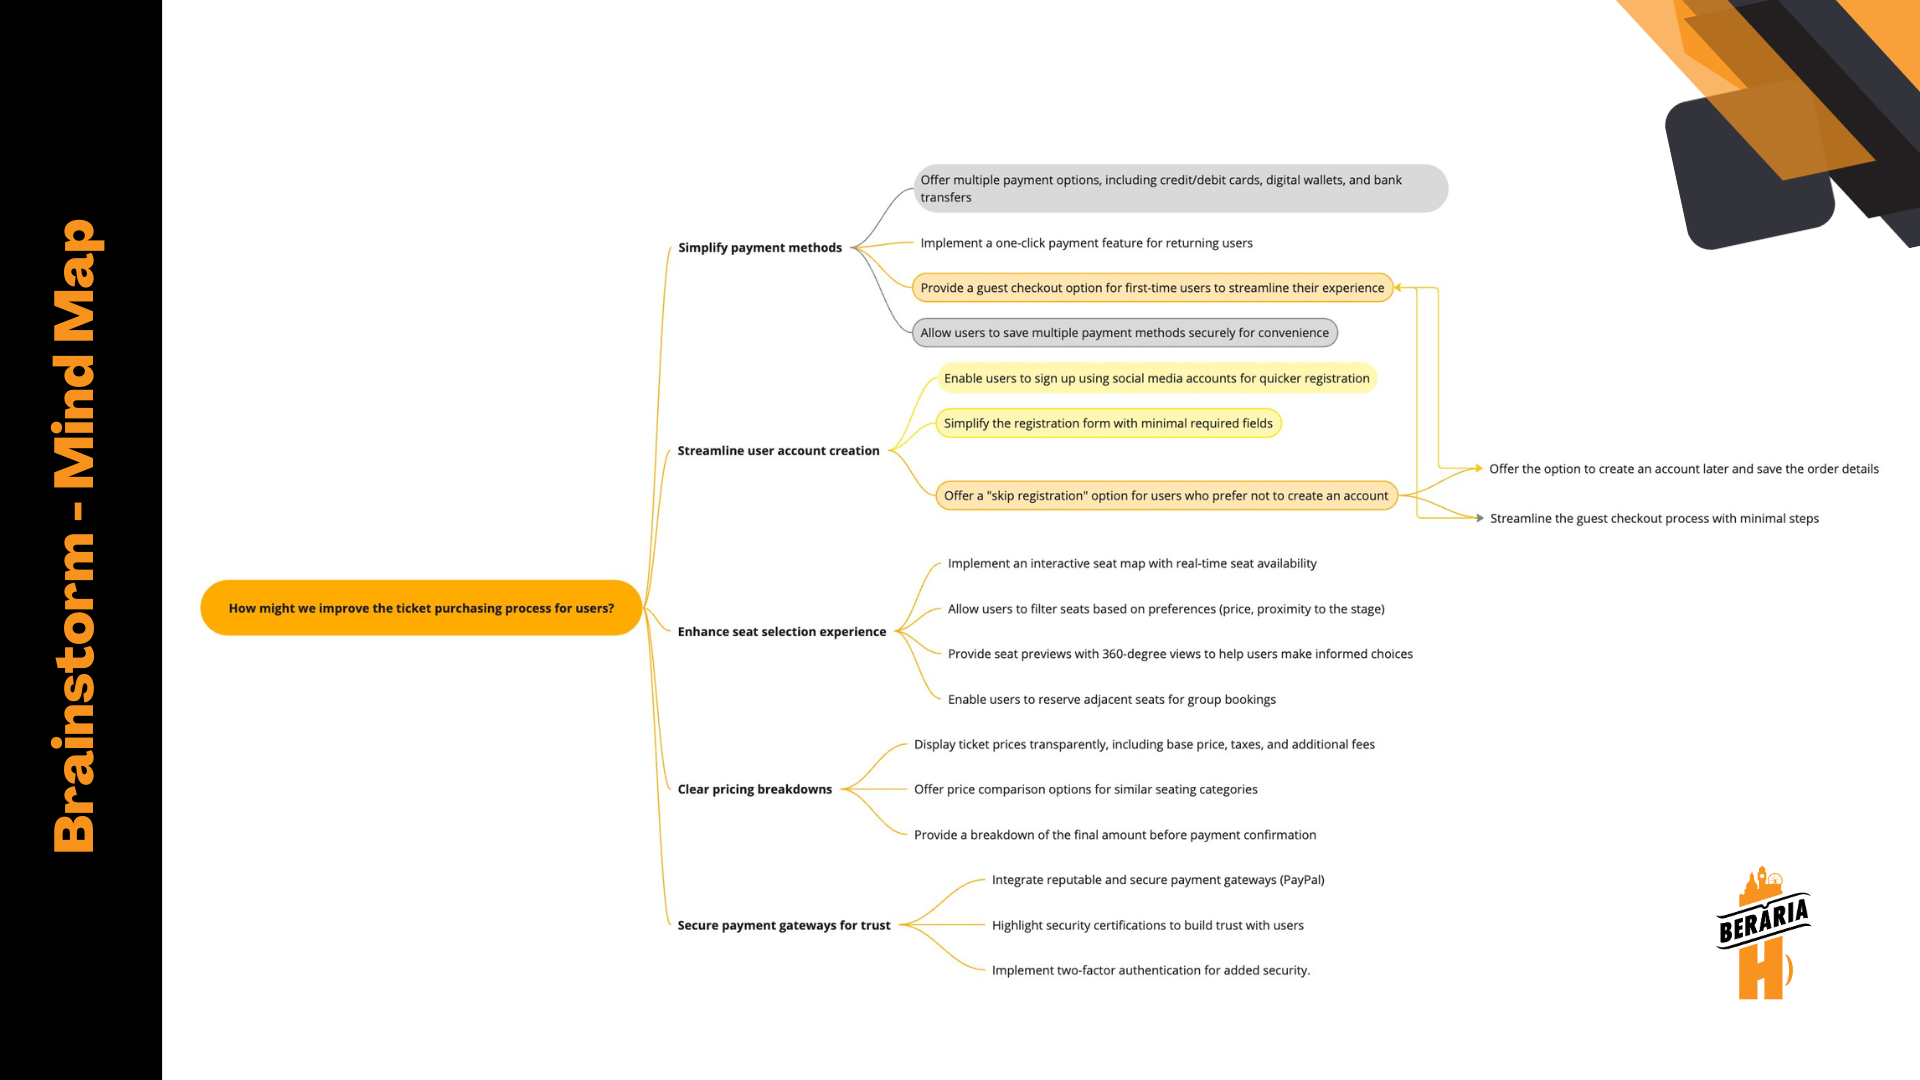 Brainstorm - Mind Map
How might we improve the ticket purchasing process for users?
Simplify payment methods
Offer multiple payment options, including credit/debit cards, digital wallets, and bank
transfers
Implement a one-click payment feature for returning users
Provide a guest checkout option for first-time users to streamline their experience
Allow users to save multiple payment methods securely for convenience
Streamline user account creation
Enable users to sign up using social media accounts for quicker registration
Simplify the registration form with minimal required fields
Offer a "skip registration" option for users who prefer not to create an account
Offer the option to create an account later and save the order details
Streamline the guest checkout process with minimal steps
Enhance seat selection experience
Implement an interactive seat map with real-time seat availability
Allow users to filter seats based on preferences (price, proximity to the stage)
Provide seat previews with 360-degree views to help users make informed choices
Enable users to reserve adjacent seats for group bookings
Clear pricing breakdowns
Display ticket prices transparently, including base price, taxes, and additional fees
Offer price comparison options for similar seating categories
Provide a breakdown of the final amount before payment confirmation
Secure payment gateways for trust
Integrate reputable and secure payment gateways (PayPal)
Highlight security certifications to build trust with users
Implement two-factor authentication for added security.
BERĂRIA
H